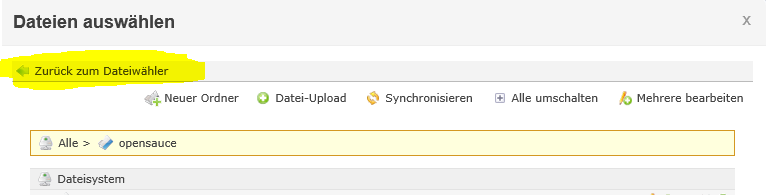 Dateien auswählen x
Zurück zum Dateiwähler
Neuer Ordner Datei-Upload Synchronisieren Alle umschalten Mehrere bearbeiten
Alle > opensauce
Dateisystem